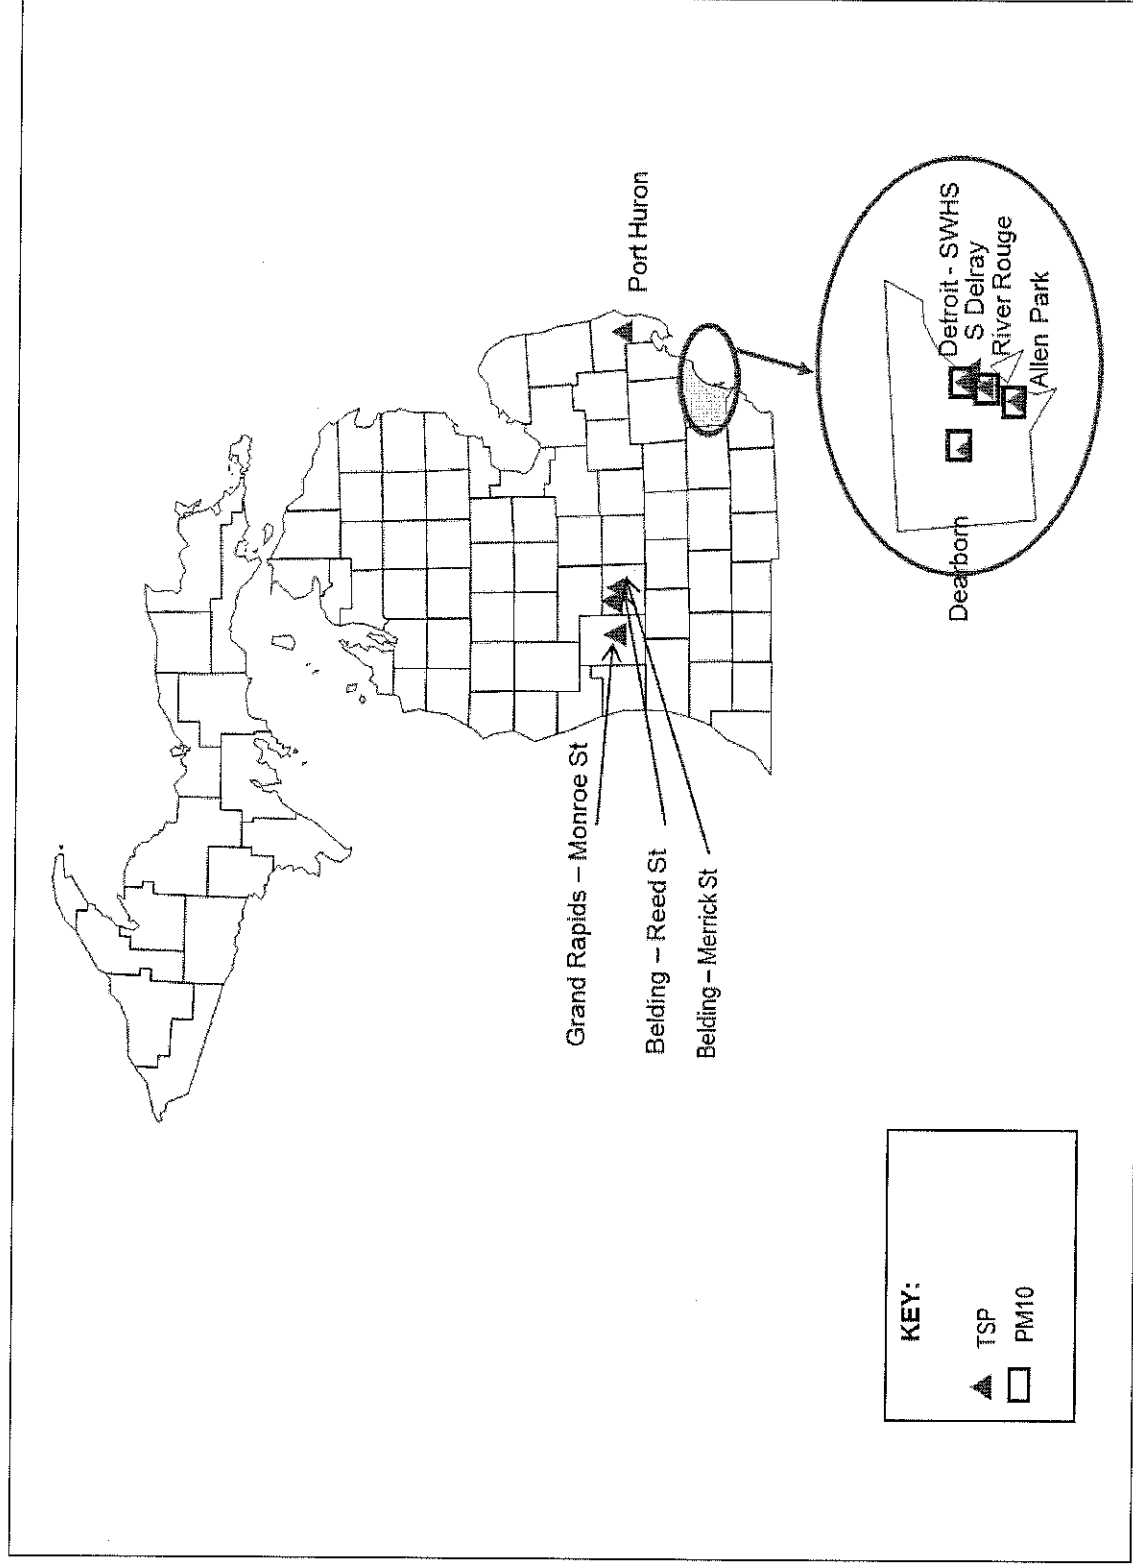 Port Huron
Grand Rapids – Monroe St
Belding – Reed St
Belding – Merrick St
Detroit - SWHS
S Delray
River Rouge
Allen Park
Dearborn
KEY:
TSP
PM10